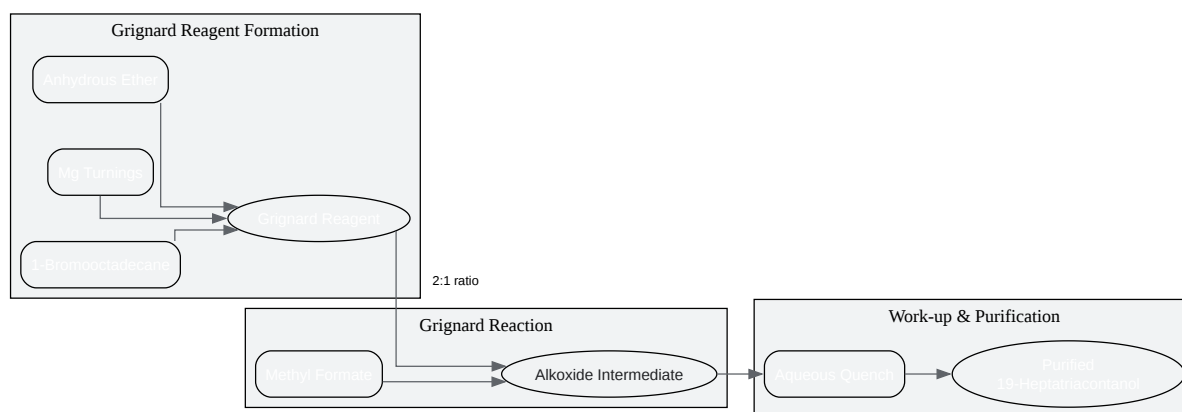 Grignard Reagent Formation
Anhydrous Ether
Mg Turnings
Grignard Reagent
1-Bromooctadecane
2:1 ratio
Grignard Reaction
Methyl Formate
Alkoxide Intermediate
Work-up & Purification
Aqueous Quench
Purified
19-Heptatriacontanol